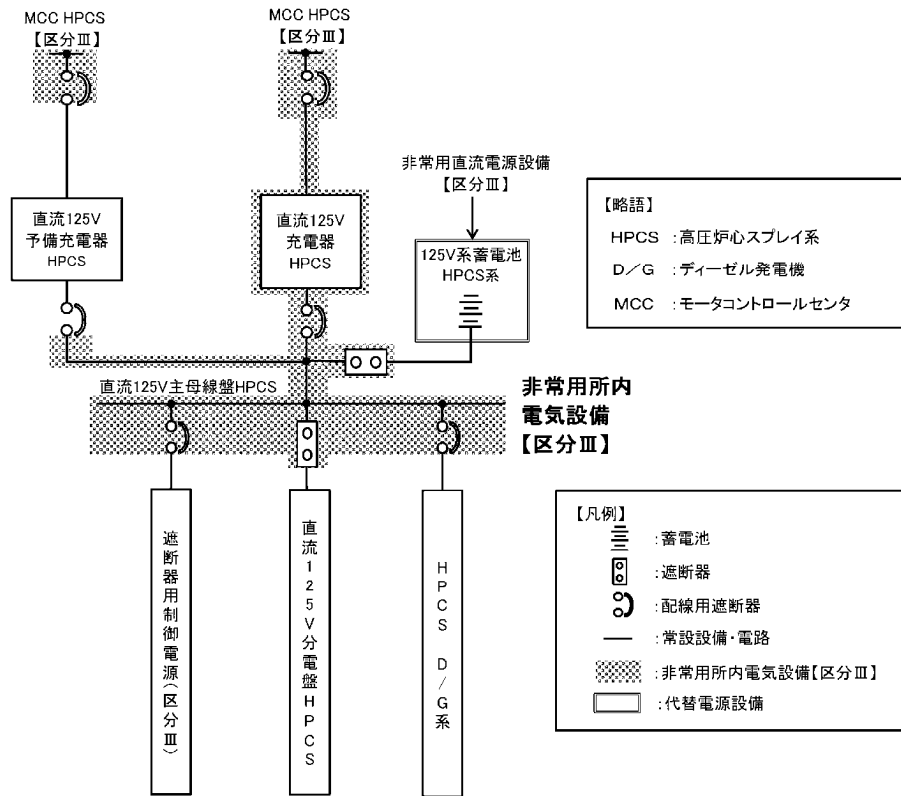 MCC HPCS
【区分Ⅲ】
MCC HPCS
【区分Ⅲ】
非常用直流電源設備
【区分Ⅲ】
直流125V
予備充電器
HPCS
直流125V
充電器
HPCS
125V系蓄電池
HPCS系
【略語】
HPCS :高圧炉心スプレイ系
D/G :ディーゼル発電機
MCC :モータコントロールセンタ
直流125V主母線盤HPCS
非常用所内
電気設備
【区分Ⅲ】
遮断器用制御電源(区分Ⅲ)
直流125V分電盤HPCS
HPCS D/G系
【凡例】
:蓄電池
:遮断器
:配線用遮断器
:常設設備・電路
:非常用所内電気設備【区分Ⅲ】
:代替電源設備